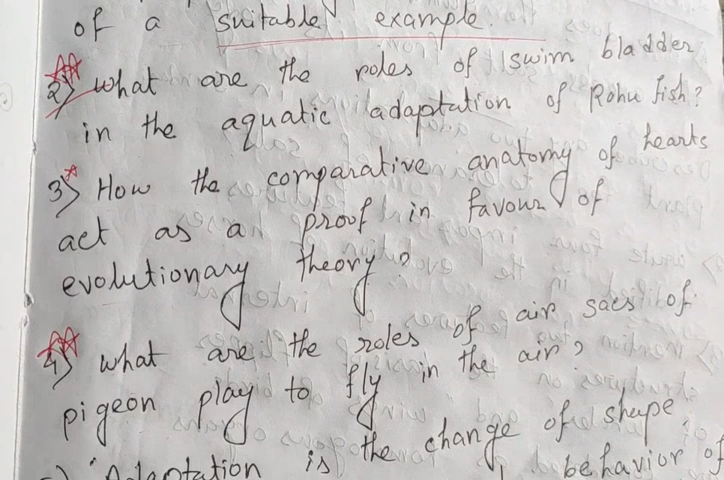 of a suitable example.
2) what are the roles of swim bladder
in the aquatic adaptation of Rohu fish?
3) How the comparative anatomy of hearts
act as a proof in favour of
evolutionary theory?
4) what are the roles of air sacs of
pigeon play to fly in the air?
"Adaptation is the change of shape,
behavior of